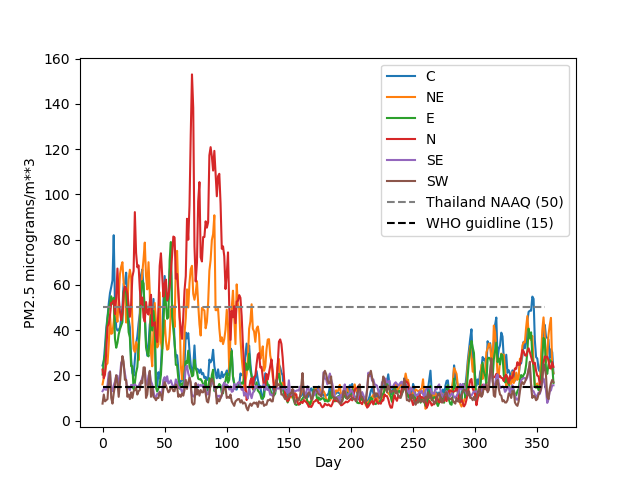 160
140
120
100
80
60
40
20
0
PM2.5 micrograms/m**3
C
NE
E
N
SE
SW
Thailand NAAQ (50)
WHO guidline (15)
0 50 100 150 200 250 300 350
Day